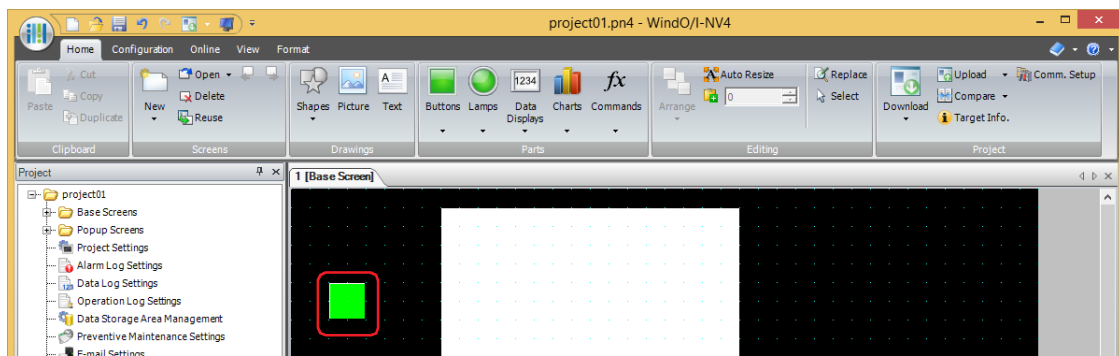 project01.pn4 - WindO/I-NV4
Home Configuration Online View Format
Paste
Cut
Copy
Duplicate
Clipboard
New
Open
Delete
Reuse
Screens
Shapes Picture Text
Drawings
Buttons Lamps Data Displays Charts Commands
1234
fx
Parts
Arrange
Auto Resize
0
Replace
Select
Editing
Download
Upload
Compare
Target Info.
Comm. Setup
Project
Project
1 [Base Screen]
project01
Base Screens
Popup Screens
Project Settings
Alarm Log Settings
Data Log Settings
Operation Log Settings
Data Storage Area Management
Preventive Maintenance Settings
E-mail Settings